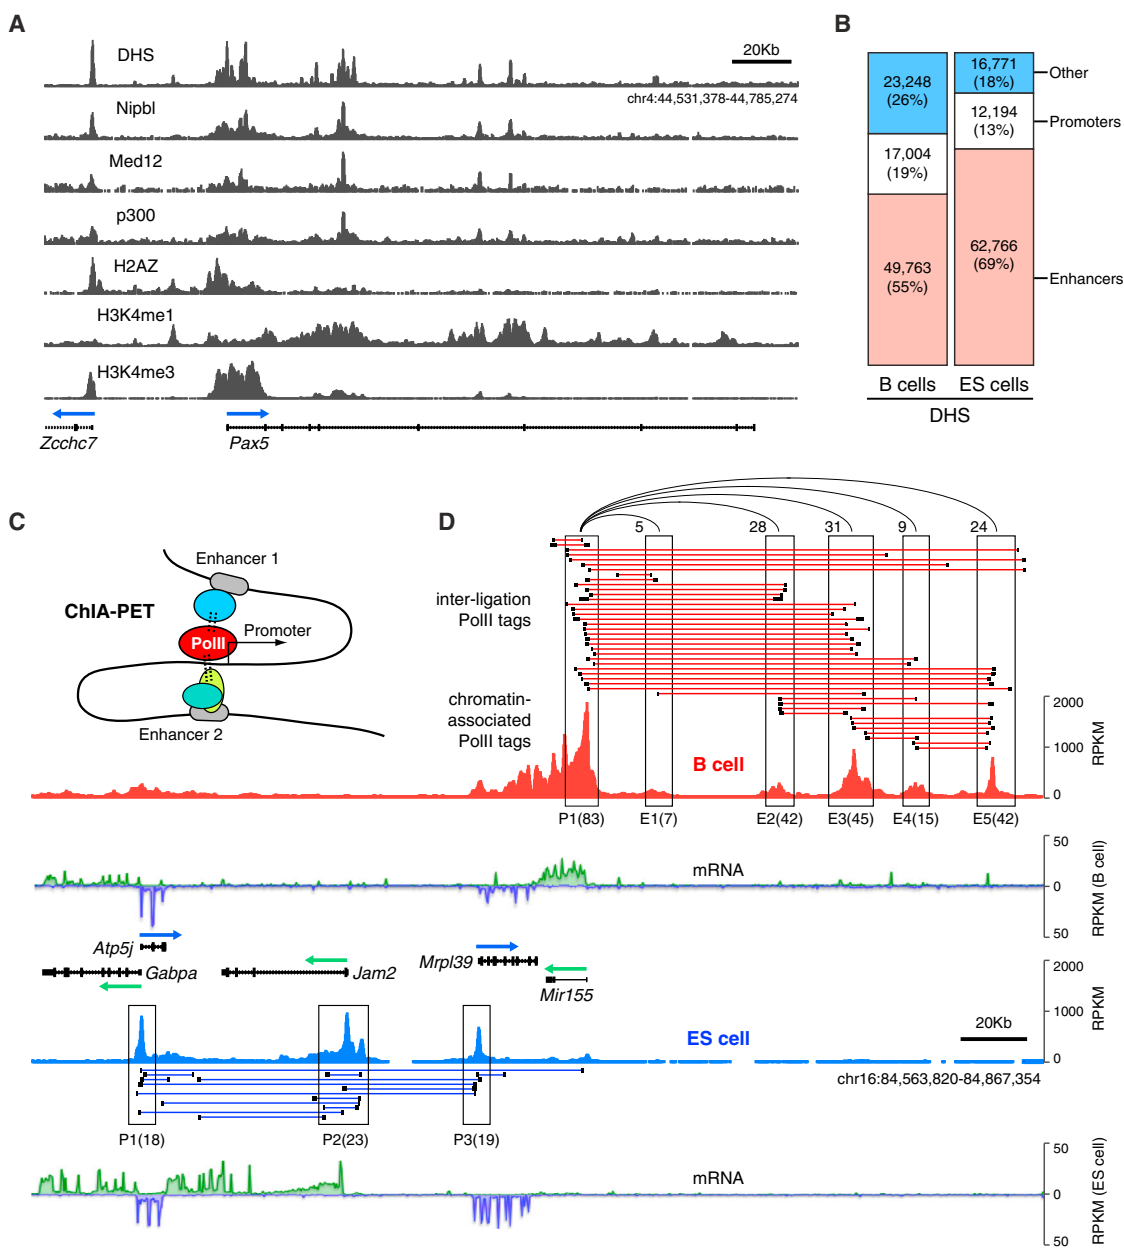 A
DHS
20Kb
chr4:44,531,378-44,785,274
Nipbl
Med12
p300
H2AZ
H3K4me1
H3K4me3
Zcchc7
Pax5
B
23,248
(26%)
17,004
(19%)
49,763
(55%)
16,771
(18%)
12,194
(13%)
62,766
(69%)
Other
Promoters
Enhancers
B cells
ES cells
DHS
C
ChIA-PET
Enhancer 1
PolII
Promoter
Enhancer 2
D
5
28
31
9
24
inter-ligation
PolII tags
chromatin-
associated
PolII tags
B cell
2000
1000
0
RPKM
P1(83)
E1(7)
E2(42)
E3(45)
E4(15)
E5(42)
mRNA
50
0
50
RPKM (B cell)
Atp5j
Gabpa
Jam2
Mrpl39
Mir155
2000
1000
0
RPKM
ES cell
20Kb
chr16:84,563,820-84,867,354
P1(18)
P2(23)
P3(19)
mRNA
50
0
50
RPKM (ES cell)